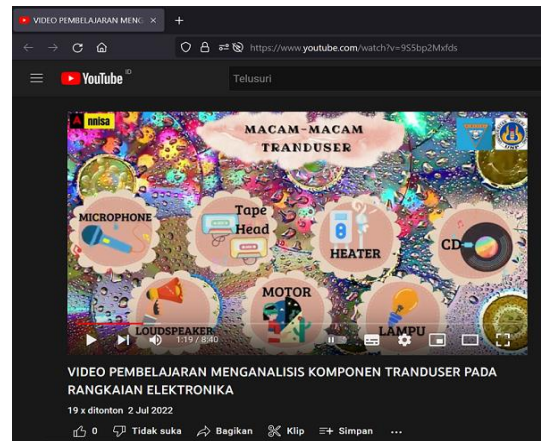 VIDEO PEMBELAJARAN MENG
https://www.youtube.com/watch?v=9S5bp2Mxfds
YouTube ID
Telusuri
A nnisa
MACAM-MACAM
TRANDUSER
UNP
MICROPHONE
Tape
Head
HEATER
CD
LOUDSPEAKER
MOTOR
LAMPU
1:19 / 8:40
VIDEO PEMBELAJARAN MENGANALISIS KOMPONEN TRANDUSER PADA
RANGKAIAN ELEKTRONIKA
19 x ditonton 2 Jul 2022
0 Tidak suka Bagikan Klip Simpan ...